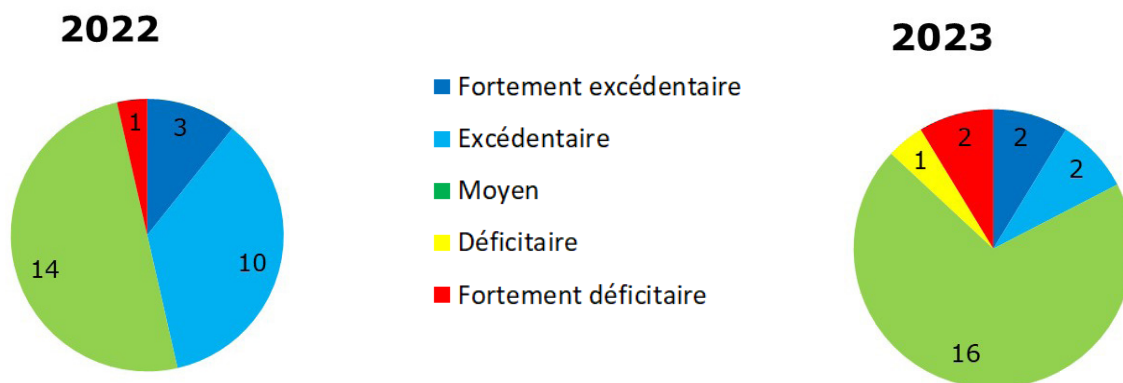 2022
1
3
10
14
Fortement excédentaire
Excédentaire
Moyen
Déficitaire
Fortement déficitaire
2023
2
2
1
2
16